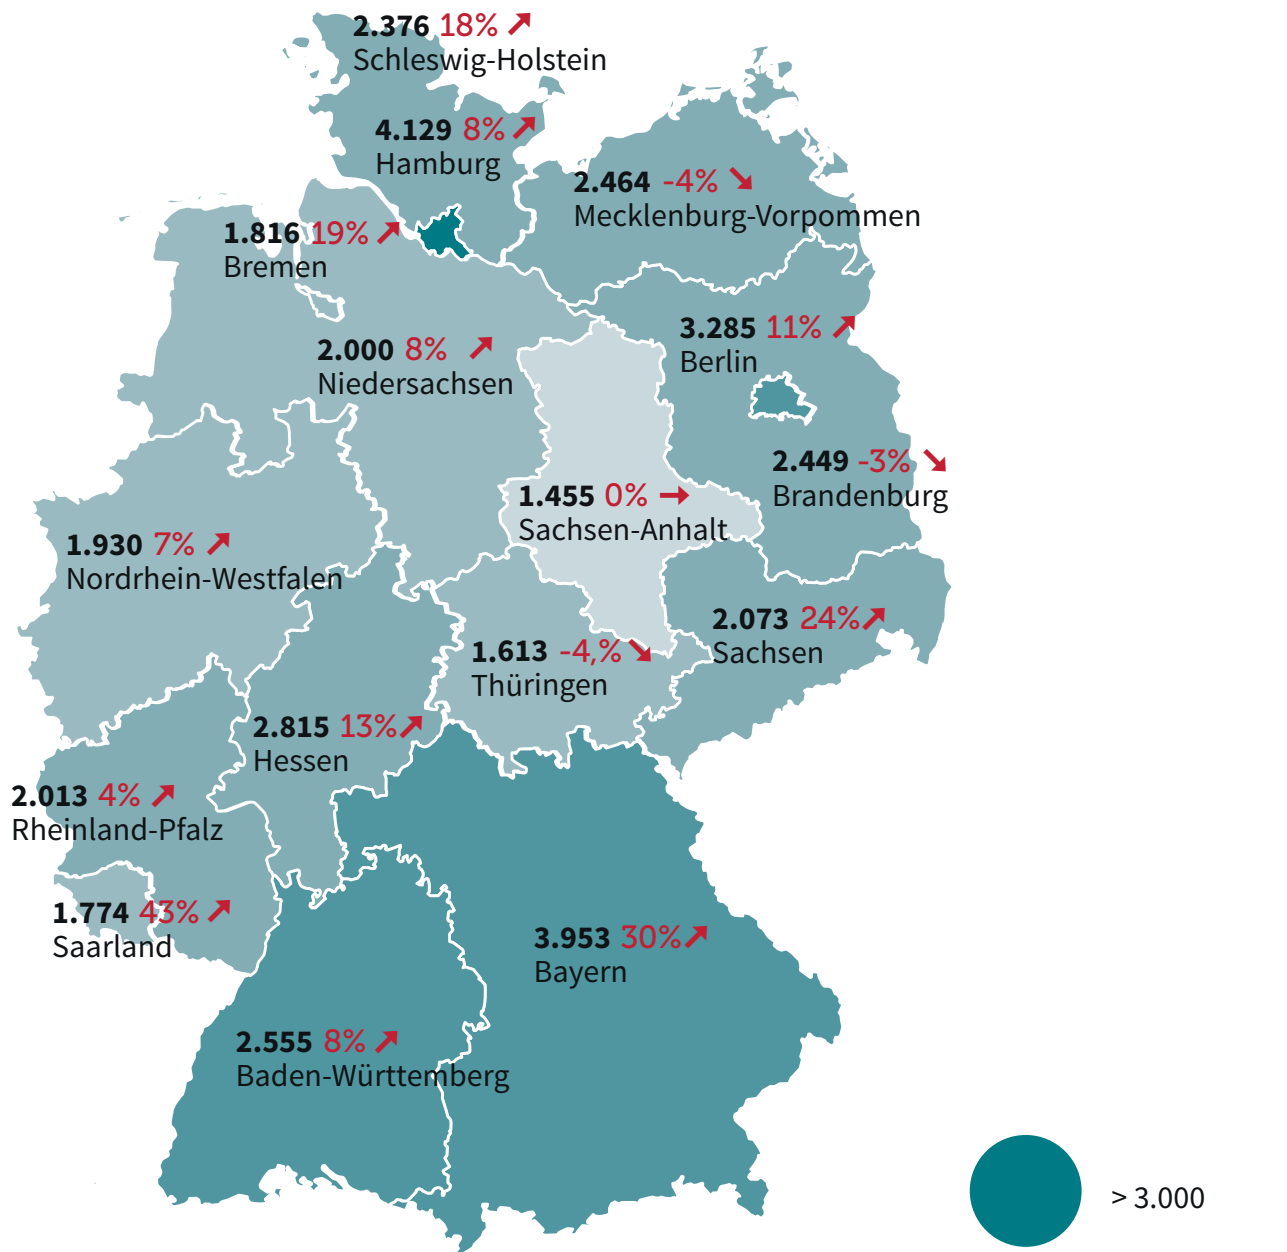 2.376 18%
Schleswig-Holstein
4.129 8%
Hamburg
2.464 -4%
Mecklenburg-Vorpommen
1.816 19%
Bremen
3.285 11%
Berlin
2.000 8%
Niedersachsen
2.449 -3%
Brandenburg
1.455 0%
Sachsen-Anhalt
1.930 7%
Nordrhein-Westfalen
2.073 24%
Sachsen
1.613 -4,%
Thüringen
2.815 13%
Hessen
2.013 4%
Rheinland-Pfalz
1.774 43%
Saarland
3.953 30%
Bayern
2.555 8%
Baden-Württemberg
> 3.000